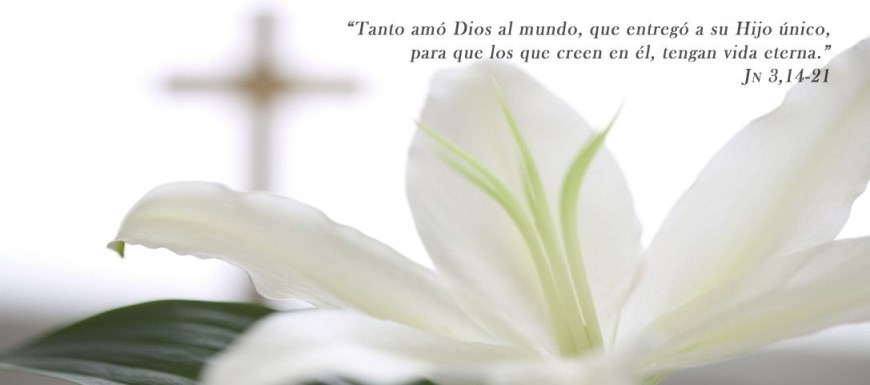 “Tanto amó Dios al mundo, que entregó a su Hijo único,
para que los que creen en él, tengan vida eterna.”
Jn 3,14-21